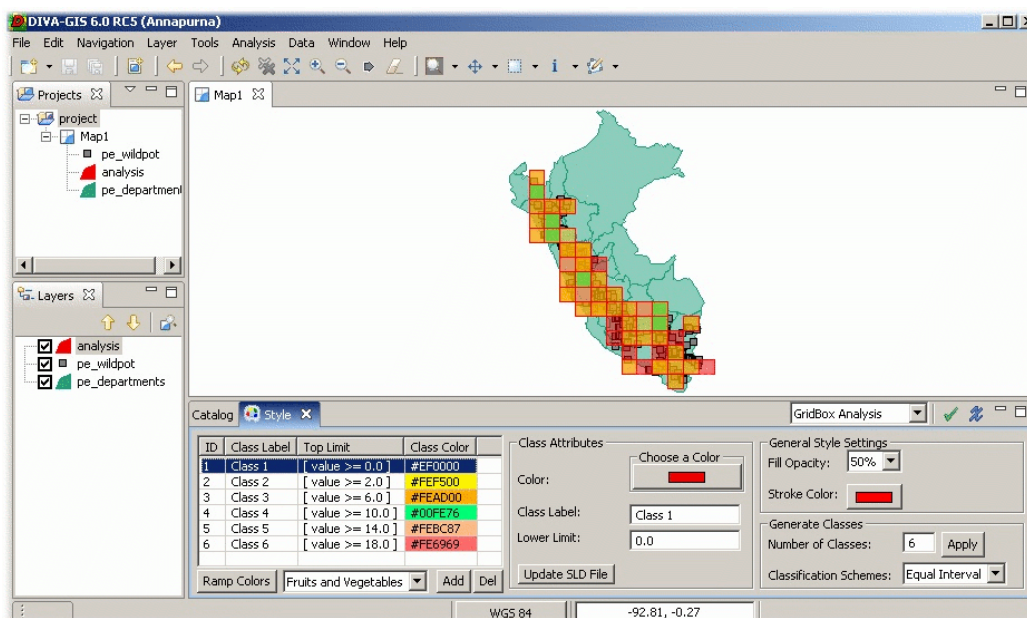 DIVA-GIS 6.0 RC5 (Annapurna)
File Edit Navigation Layer Tools Analysis Data Window Help
Projects
Map1
project
Map1
pe_wildpot
analysis
pe_department
Layers
analysis
pe_wildpot
pe_departments
Catalog Style GridBox Analysis
ID Class Label Top Limit Class Color
1 Class 1 [ value >= 0.0 ] #EF0000
2 Class 2 [ value >= 2.0 ] #FEF500
3 Class 3 [ value >= 6.0 ] #FEAD00
4 Class 4 [ value >= 10.0 ] #00FE76
5 Class 5 [ value >= 14.0 ] #FEBC87
6 Class 6 [ value >= 18.0 ] #FE6969
Ramp Colors Fruits and Vegetables Add Del
Class Attributes
Choose a Color
Color:
Class Label: Class 1
Lower Limit: 0.0
Update SLD File
General Style Settings
Fill Opacity: 50%
Stroke Color:
Generate Classes
Number of Classes: 6 Apply
Classification Schemes: Equal Interval
WGS 84 -92.81, -0.27